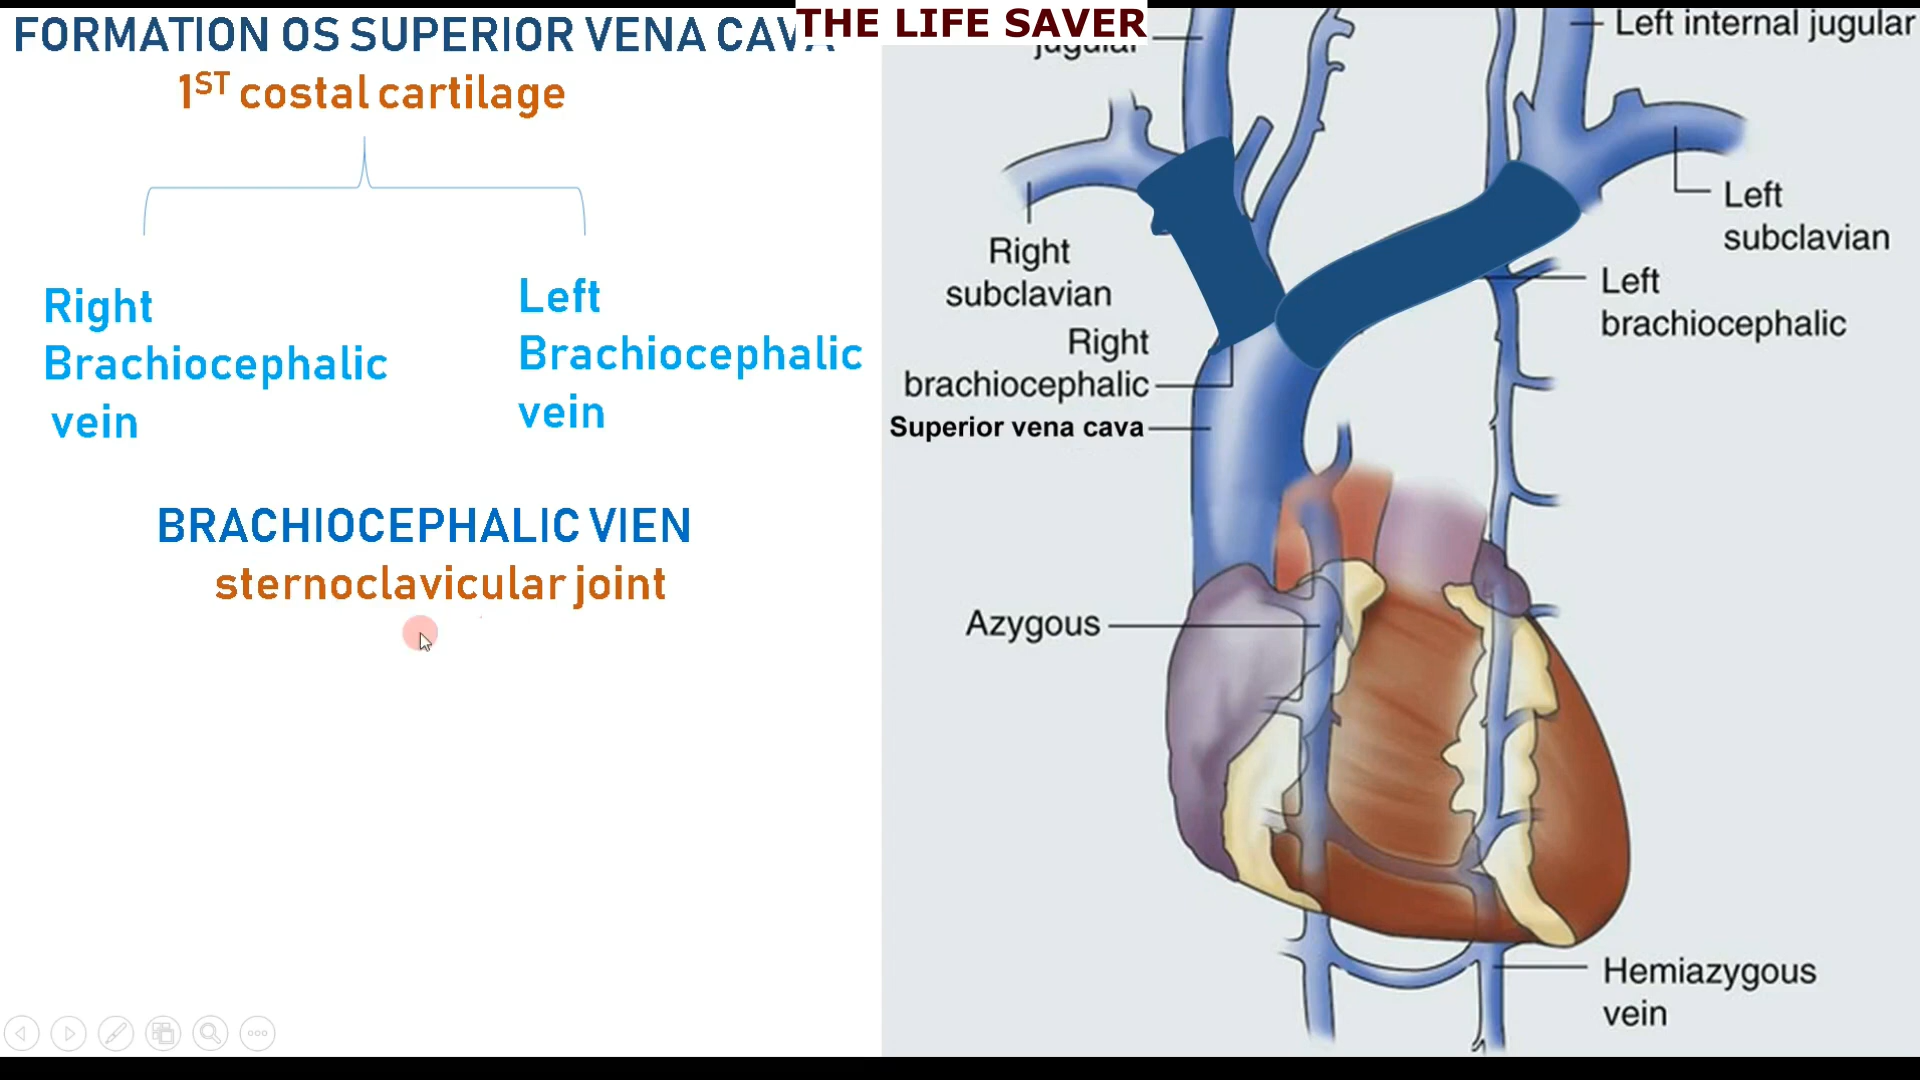 THE LIFE SAVER
FORMATION OS SUPERIOR VENA CAVA
1ST costal cartilage
Right
Brachiocephalic
vein
Left
Brachiocephalic
vein
BRACHIOCEPHALIC VIEN
sternoclavicular joint
jugular
Left internal jugular
Right
subclavian
Left
subclavian
Right
brachiocephalic
Left
brachiocephalic
Superior vena cava
Azygous
Hemiazygous
vein